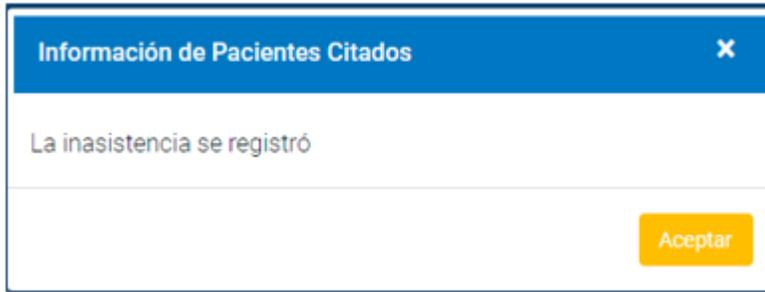 Información de Pacientes Citados
La inasistencia se registró
Aceptar